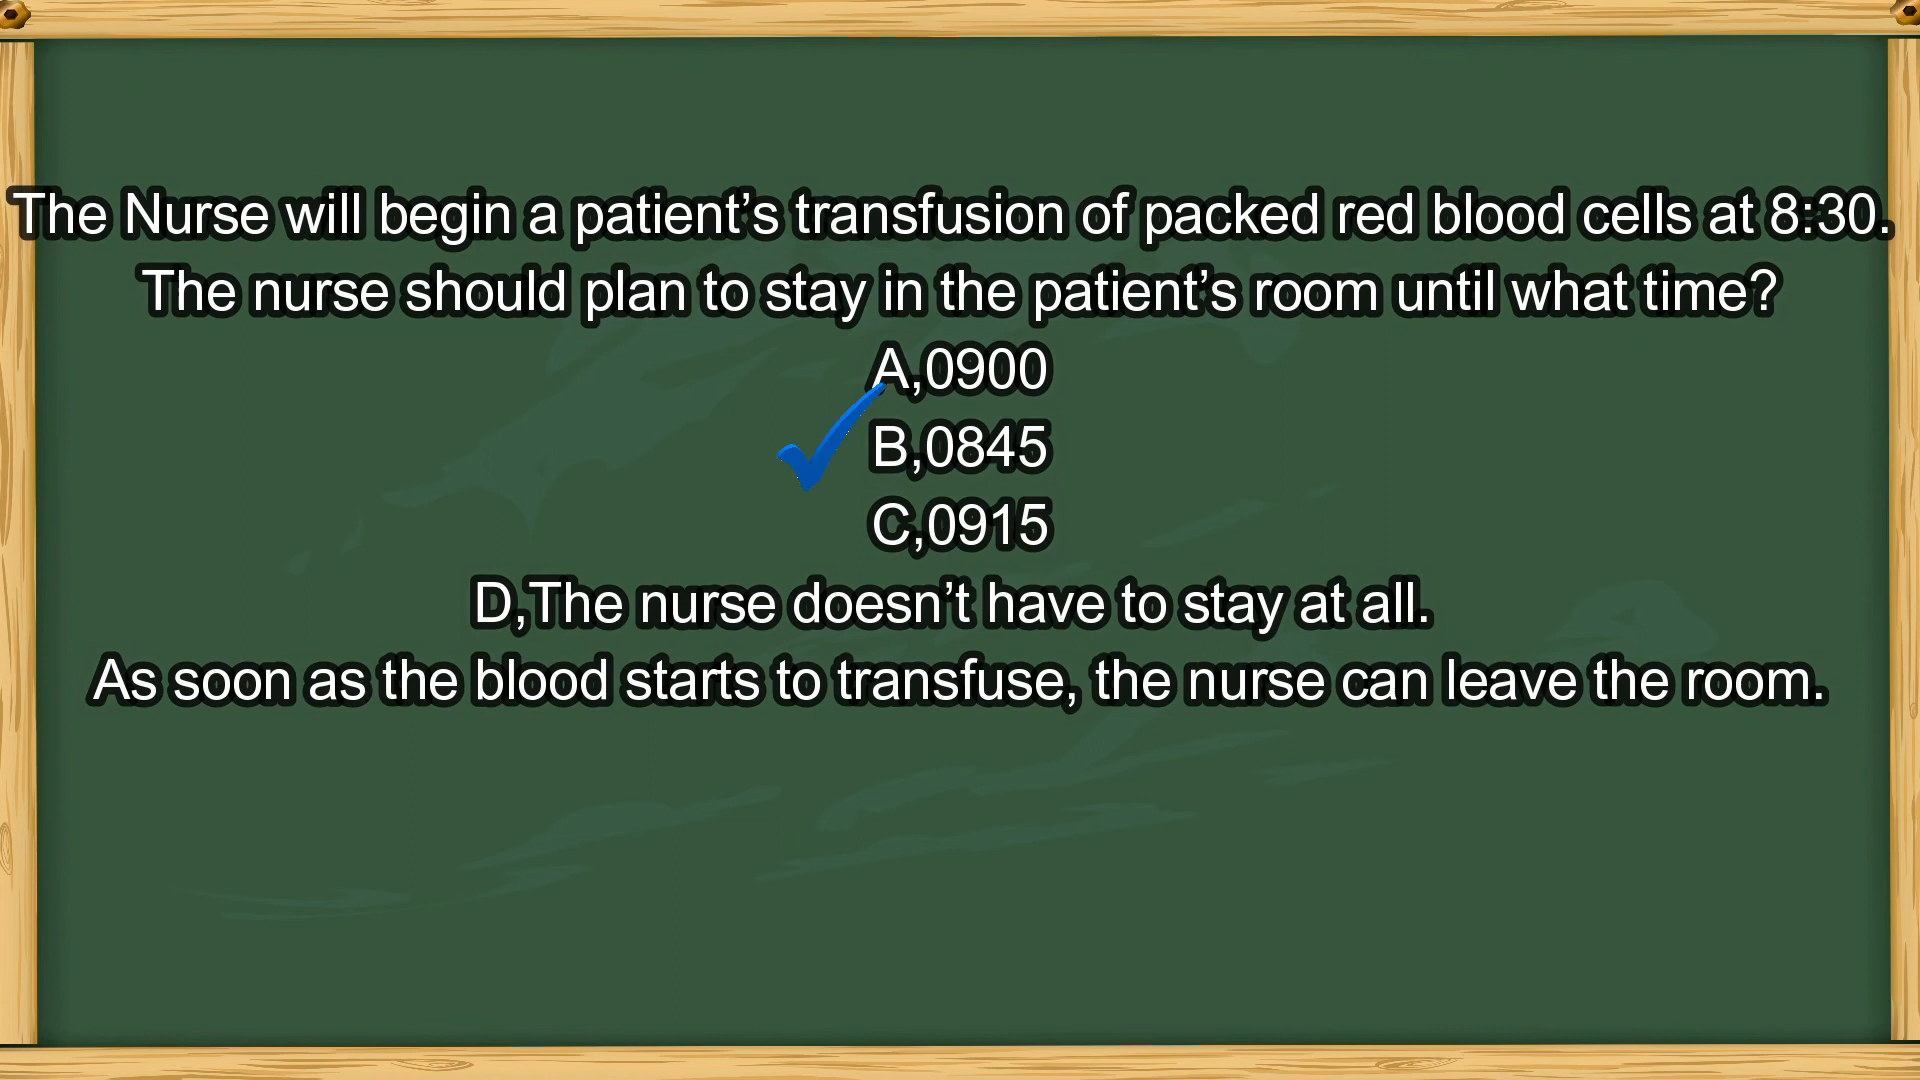 The Nurse will begin a patient’s transfusion of packed red blood cells at 8:30.
The nurse should plan to stay in the patient’s room until what time?
A,0900
B,0845
C,0915
D,The nurse doesn’t have to stay at all.
As soon as the blood starts to transfuse, the nurse can leave the room.